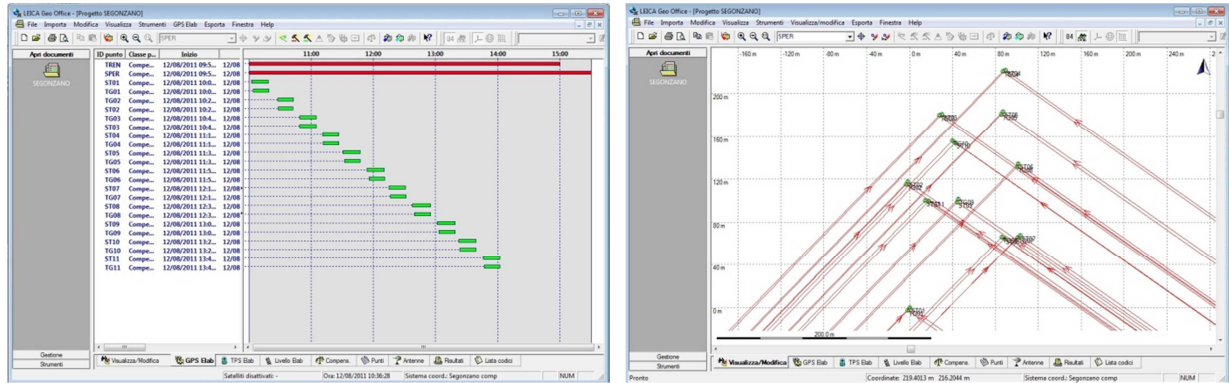 LEICA Geo Office - [Progetto SEGONZANO]
File Importa Modifica Visualizza Strumenti GPS Elab Esporta Finestra Help
SPER
Apri documenti
SEGONZANO
Gestione
Strumenti
ID punto Classe p... Inizio 11:00 12:00 13:00 14:00 15:00
TREN Compe... 12/08/2011 09:5... 12/08
SPER Compe... 12/08/2011 09:5... 12/08
ST01 Compe... 12/08/2011 10:0... 12/08
TG01 Compe... 12/08/2011 10:0... 12/08
TG02 Compe... 12/08/2011 10:2... 12/08
ST02 Compe... 12/08/2011 10:2... 12/08
TG03 Compe... 12/08/2011 10:4... 12/08
ST03 Compe... 12/08/2011 10:4... 12/08
ST04 Compe... 12/08/2011 11:1... 12/08
TG04 Compe... 12/08/2011 11:1... 12/08
ST05 Compe... 12/08/2011 11:3... 12/08
TG05 Compe... 12/08/2011 11:3... 12/08
ST06 Compe... 12/08/2011 11:5... 12/08
TG06 Compe... 12/08/2011 11:5... 12/08
ST07 Compe... 12/08/2011 12:1... 12/08
TG07 Compe... 12/08/2011 12:1... 12/08
ST08 Compe... 12/08/2011 12:3... 12/08
TG08 Compe... 12/08/2011 12:3... 12/08
ST09 Compe... 12/08/2011 13:0... 12/08
TG09 Compe... 12/08/2011 13:0... 12/08
ST10 Compe... 12/08/2011 13:2... 12/08
TG10 Compe... 12/08/2011 13:2... 12/08
ST11 Compe... 12/08/2011 13:4... 12/08
TG11 Compe... 12/08/2011 13:4... 12/08
Visualizza/Modifica GPS Elab TPS Elab Livello Elab Compens. Punti Antenne Risultati Lista codici
Satelliti disattivati: - Ora: 12/08/2011 10:36:28 Sistema coord.: Segonzano comp NUM
LEICA Geo Office - [Progetto SEGONZANO]
File Importa Modifica Visualizza Strumenti Visualizza/modifica Esporta Finestra Help
SPER 84
Apri documenti
SEGONZANO
Gestione
Strumenti
-160 m -120 m -80 m -40 m 0 m 40 m 80 m 120 m 160 m 200 m 240 m
200 m
160 m
120 m
80 m
40 m
0 m
200.0 m
Visualizza/Modifica GPS Elab TPS Elab Livello Elab Compens. Punti Antenne Risultati Lista codici
Pronto Coordinate: 219.4013 m 216.2044 m Sistema coord.: Segonzano comp NUM